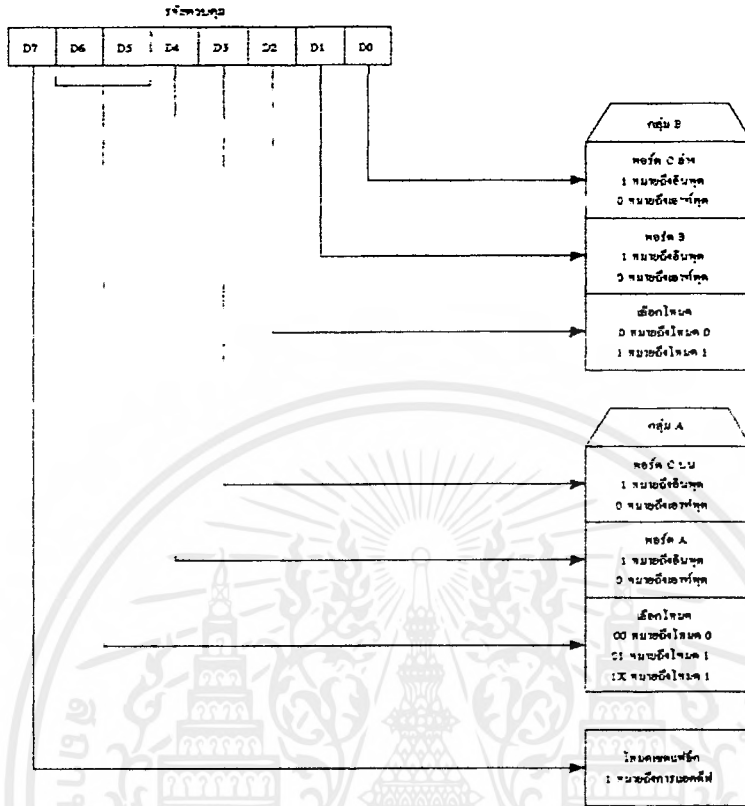 รหัสควบคุม
D7 D6 D5 D4 D3 D2 D1 D0
กลุ่ม B
พอร์ต C ล่าง
1 หมายถึงอินพุต
0 หมายถึงเอาท์พุต
พอร์ต B
1 หมายถึงอินพุต
0 หมายถึงเอาท์พุต
เลือกโหมด
0 หมายถึงโหมด 0
1 หมายถึงโหมด 1
กลุ่ม A
พอร์ต C บน
1 หมายถึงอินพุต
0 หมายถึงเอาท์พุต
พอร์ต A
1 หมายถึงอินพุต
0 หมายถึงเอาท์พุต
เลือกโหมด
00 หมายถึงโหมด 0
01 หมายถึงโหมด 1
1X หมายถึงโหมด 1
โหมดเซตแฟล็ก
1 หมายถึงการแอคตีฟ